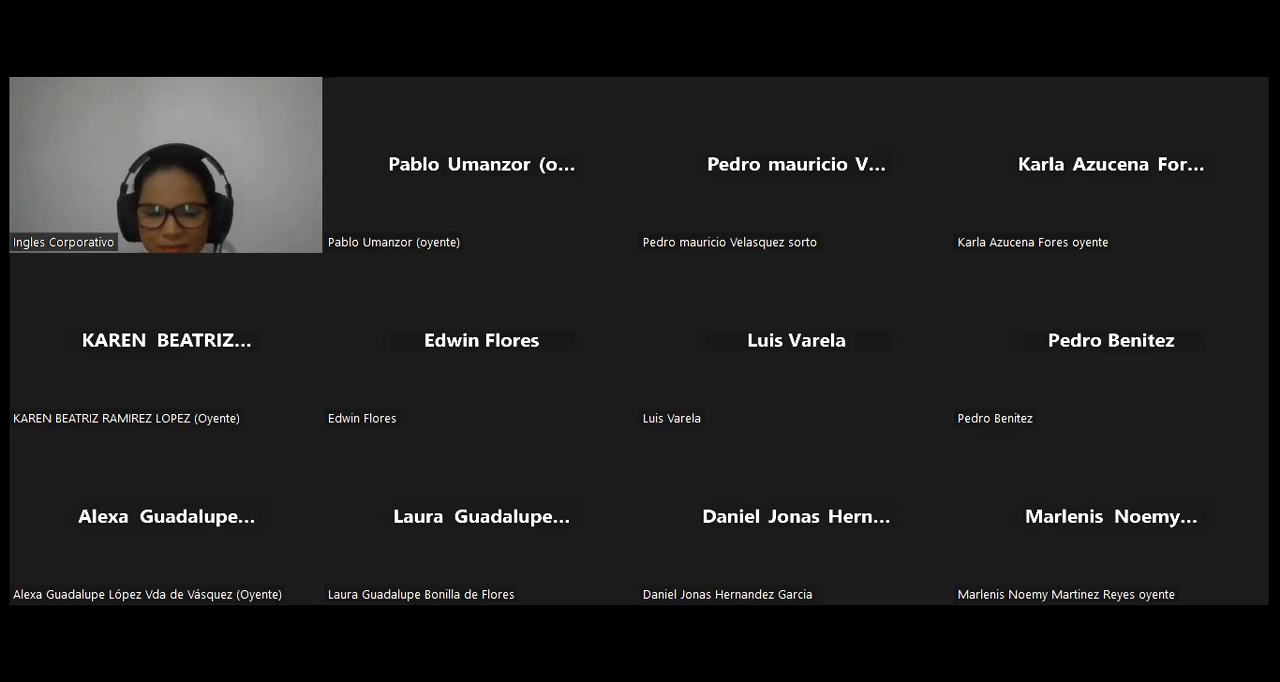 Ingles Corporativo
Pablo Umanzor (o...
Pablo Umanzor (oyente)
Pedro mauricio V...
Pedro mauricio Velasquez sorto
Karla Azucena For...
Karla Azucena Fores oyente
KAREN BEATRIZ...
KAREN BEATRIZ RAMIREZ LOPEZ (Oyente)
Edwin Flores
Edwin Flores
Luis Varela
Luis Varela
Pedro Benitez
Pedro Benitez
Alexa Guadalupe...
Alexa Guadalupe López Vda de Vásquez (Oyente)
Laura Guadalupe...
Laura Guadalupe Bonilla de Flores
Daniel Jonas Hern...
Daniel Jonas Hernandez Garcia
Marlenis Noemy...
Marlenis Noemy Martinez Reyes oyente